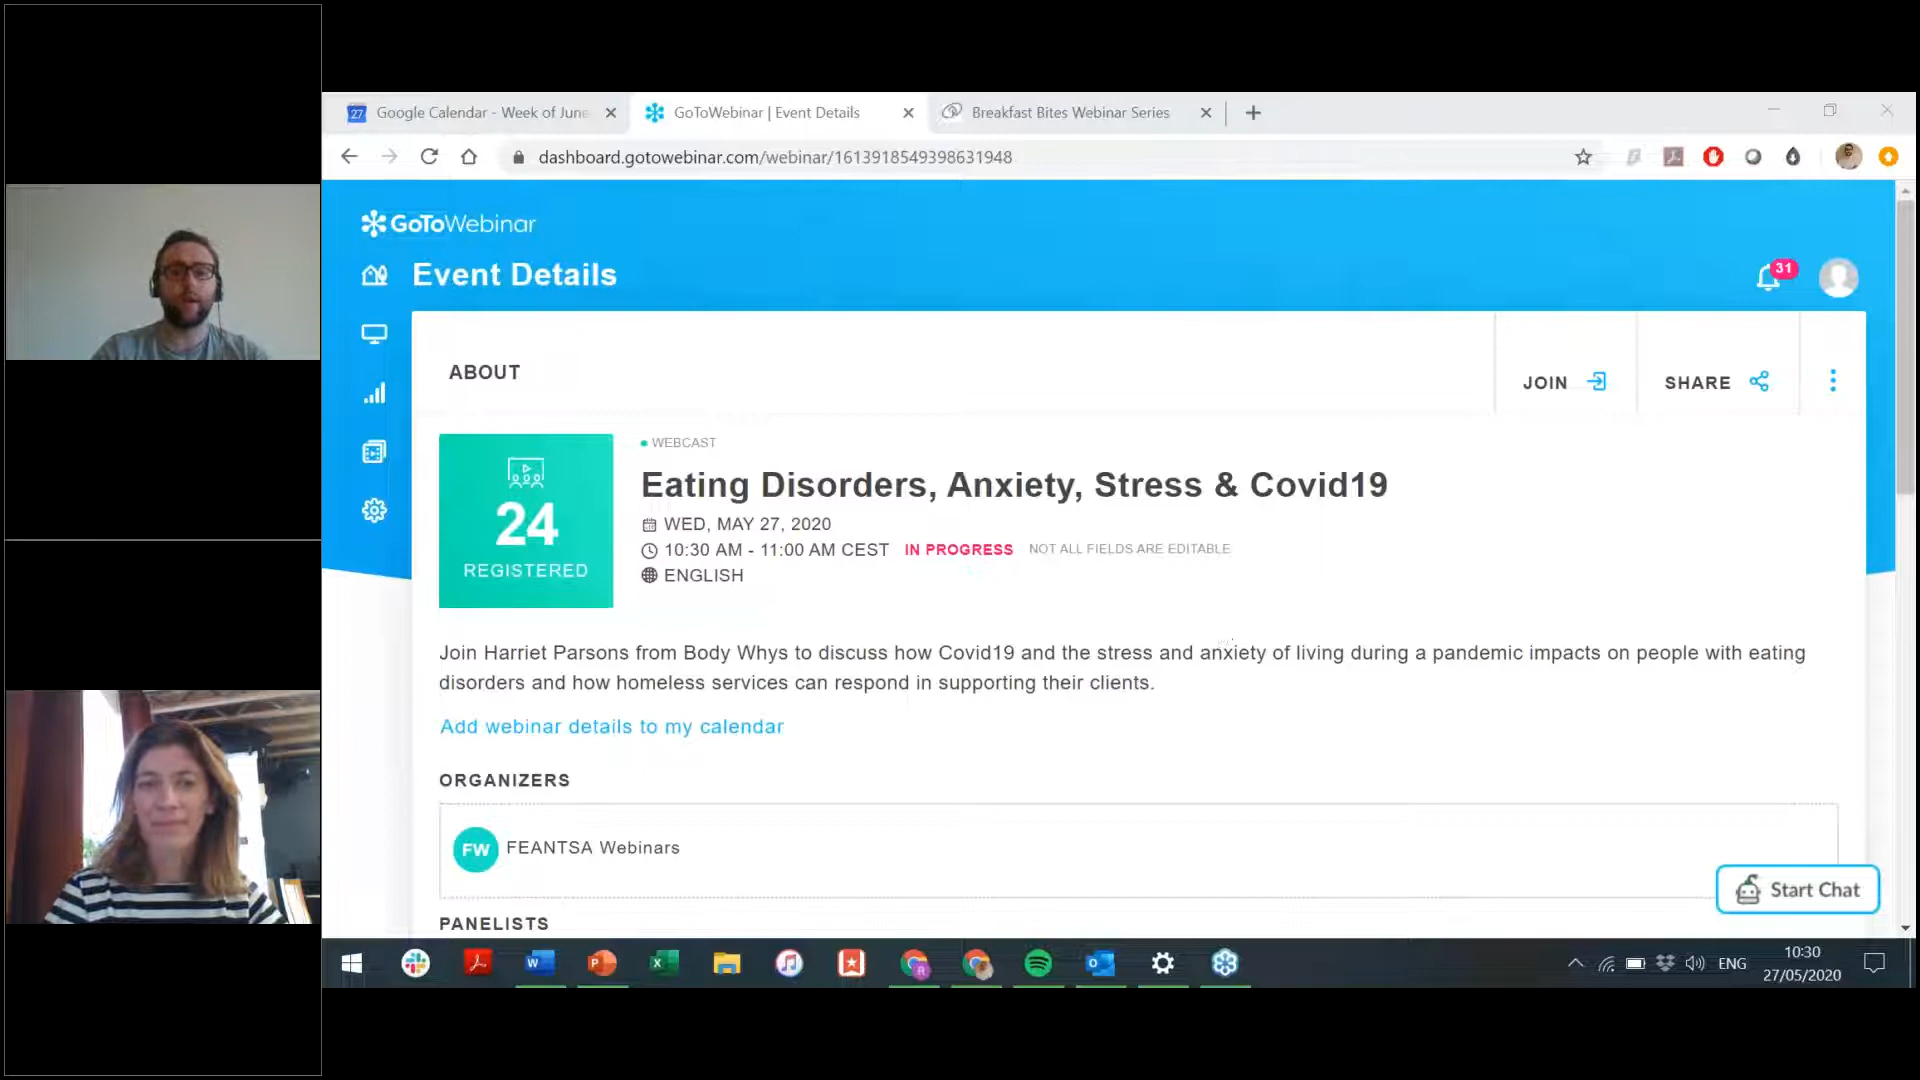 27 Google Calendar - Week of June
GoToWebinar | Event Details
Breakfast Bites Webinar Series
dashboard.gotowebinar.com/webinar/1613918549398631948
GoToWebinar
Event Details
31
ABOUT
JOIN
SHARE
24
REGISTERED
WEBCAST
Eating Disorders, Anxiety, Stress & Covid19
WED, MAY 27, 2020
10:30 AM - 11:00 AM CEST IN PROGRESS NOT ALL FIELDS ARE EDITABLE
ENGLISH
Join Harriet Parsons from Body Whys to discuss how Covid19 and the stress and anxiety of living during a pandemic impacts on people with eating
disorders and how homeless services can respond in supporting their clients.
Add webinar details to my calendar
ORGANIZERS
FW FEANTSA Webinars
Start Chat
PANELISTS
ENG
10:30
27/05/2020